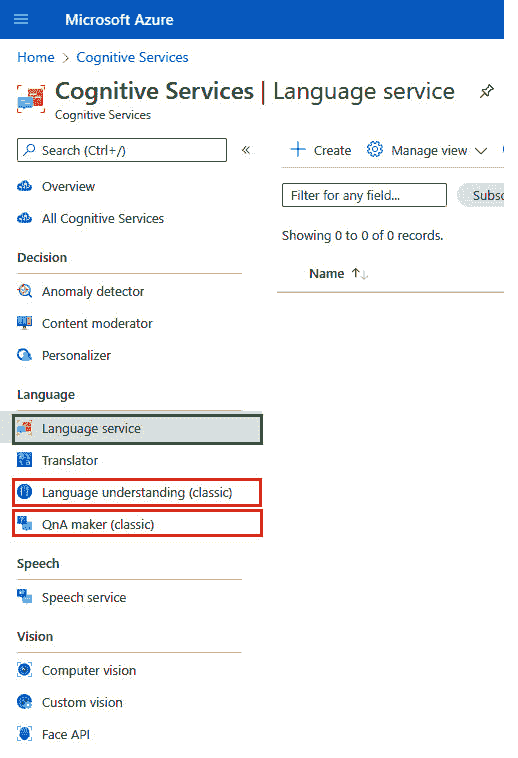 Microsoft Azure
Home > Cognitive Services
Cognitive Services | Language service
Cognitive Services
Search (Ctrl+/)
«
Create
Manage view
Overview
All Cognitive Services
Filter for any field...
Subsc
Showing 0 to 0 of 0 records.
Name ↑↓
Decision
Anomaly detector
Content moderator
Personalizer
Language
Language service
Translator
Language understanding (classic)
QnA maker (classic)
Speech
Speech service
Vision
Computer vision
Custom vision
Face API